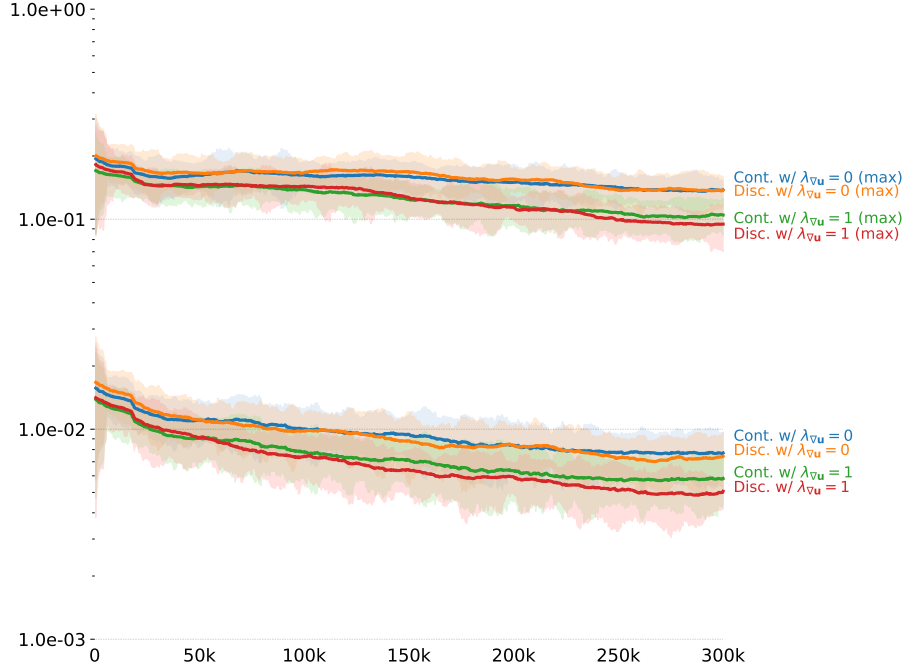 1.0e+00
Cont. w/ λ∇𝐮 = 0 (max)
Disc. w/ λ∇𝐮 = 0 (max)
1.0e−01
Cont. w/ λ∇𝐮 = 1 (max)
Disc. w/ λ∇𝐮 = 1 (max)
1.0e−02
Cont. w/ λ∇𝐮 = 0
Disc. w/ λ∇𝐮 = 0
Cont. w/ λ∇𝐮 = 1
Disc. w/ λ∇𝐮 = 1
1.0e−03
0 50k 100k 150k 200k 250k 300k